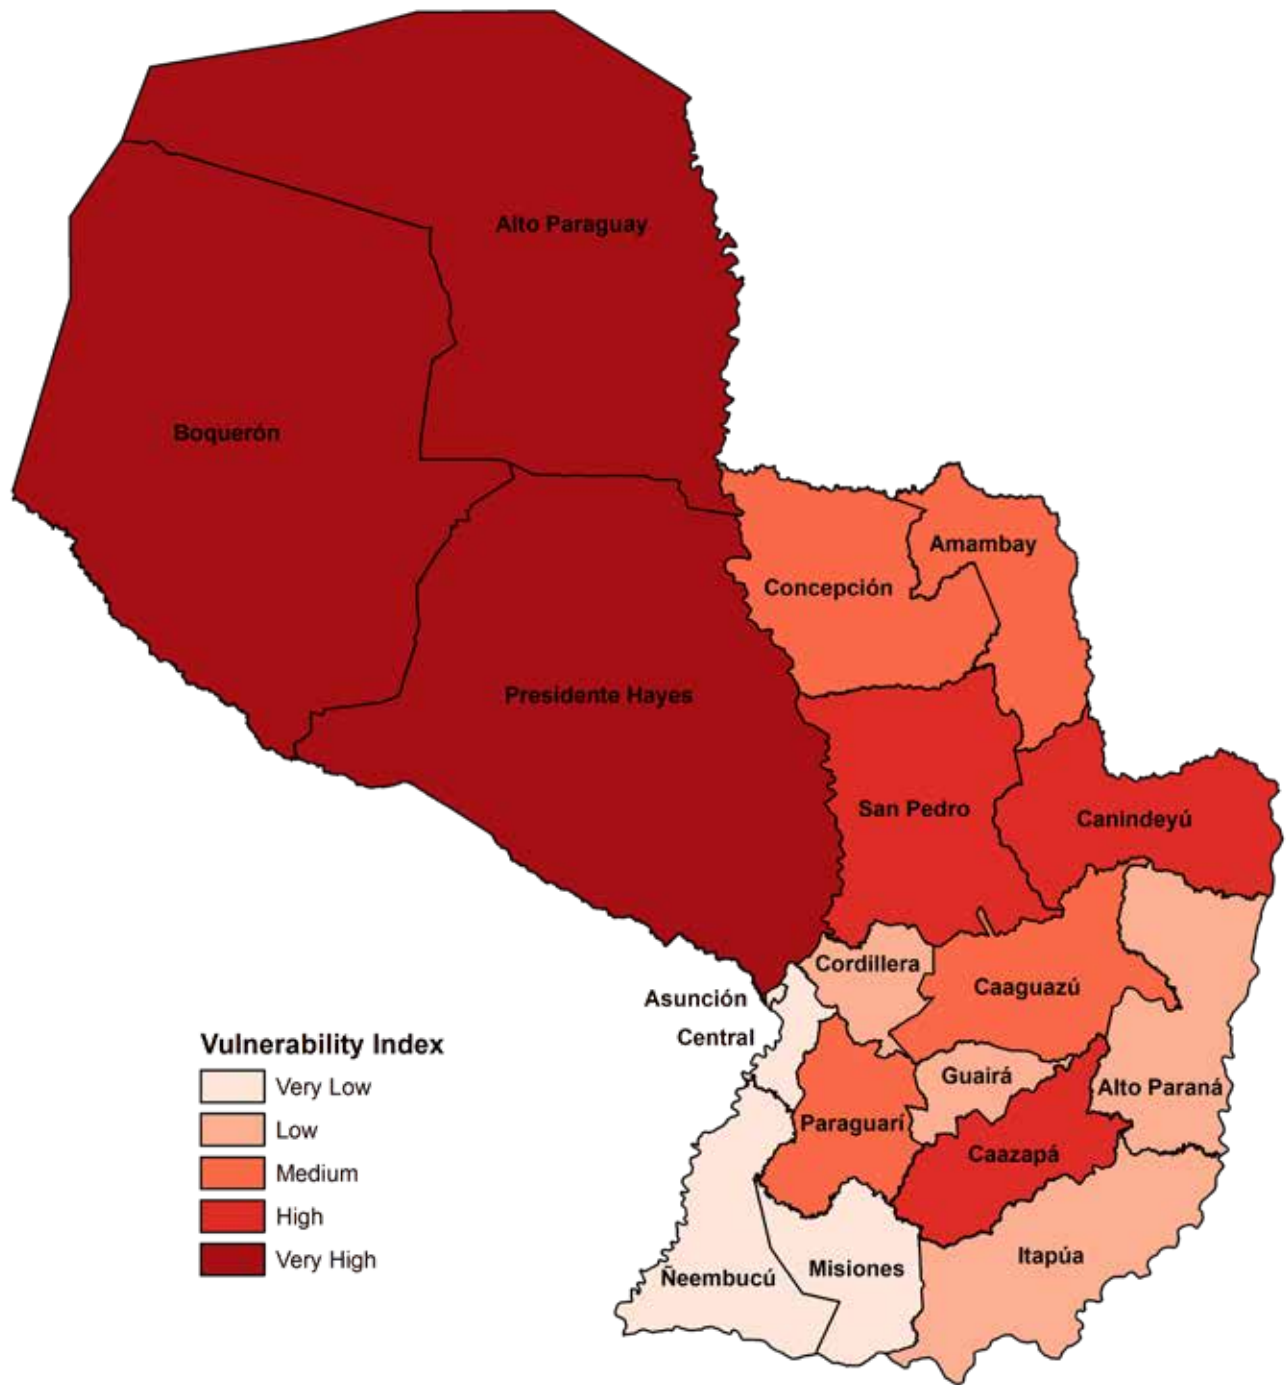 Alto Paraguay
Boquerón
Amambay
Concepción
Presidente Hayes
San Pedro
Canindeyú
Cordillera
Caaguazú
Asunción
Central
Guairá
Alto Paraná
Paraguarí
Caazapá
Itapúa
Misiones
Ñeembucú
Vulnerability Index
Very Low
Low
Medium
High
Very High